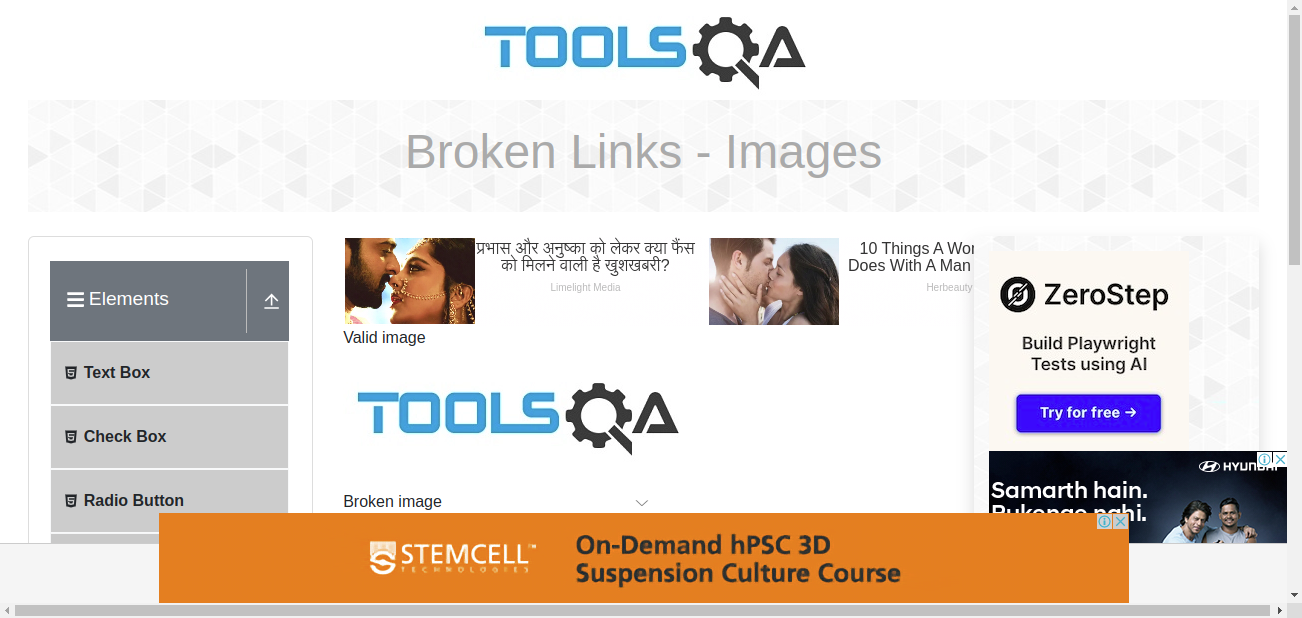 TOOLSQA
Broken Links - Images
Elements
Text Box
Check Box
Radio Button
प्रभास और अनुष्का को लेकर क्या फैंस
को मिलने वाली है खुशखबरी?
Limelight Media
10 Things A
Does With A Man
Herbeauty
Valid image
TOOLSQA
Broken image
ZeroStep
Build Playwright
Tests using AI
Try for free →
HYUNDAI
Samarth hain.
Rukenge nahi.
STEMCELL
TECHNOLOGIES
On-Demand hPSC 3D
Suspension Culture Course